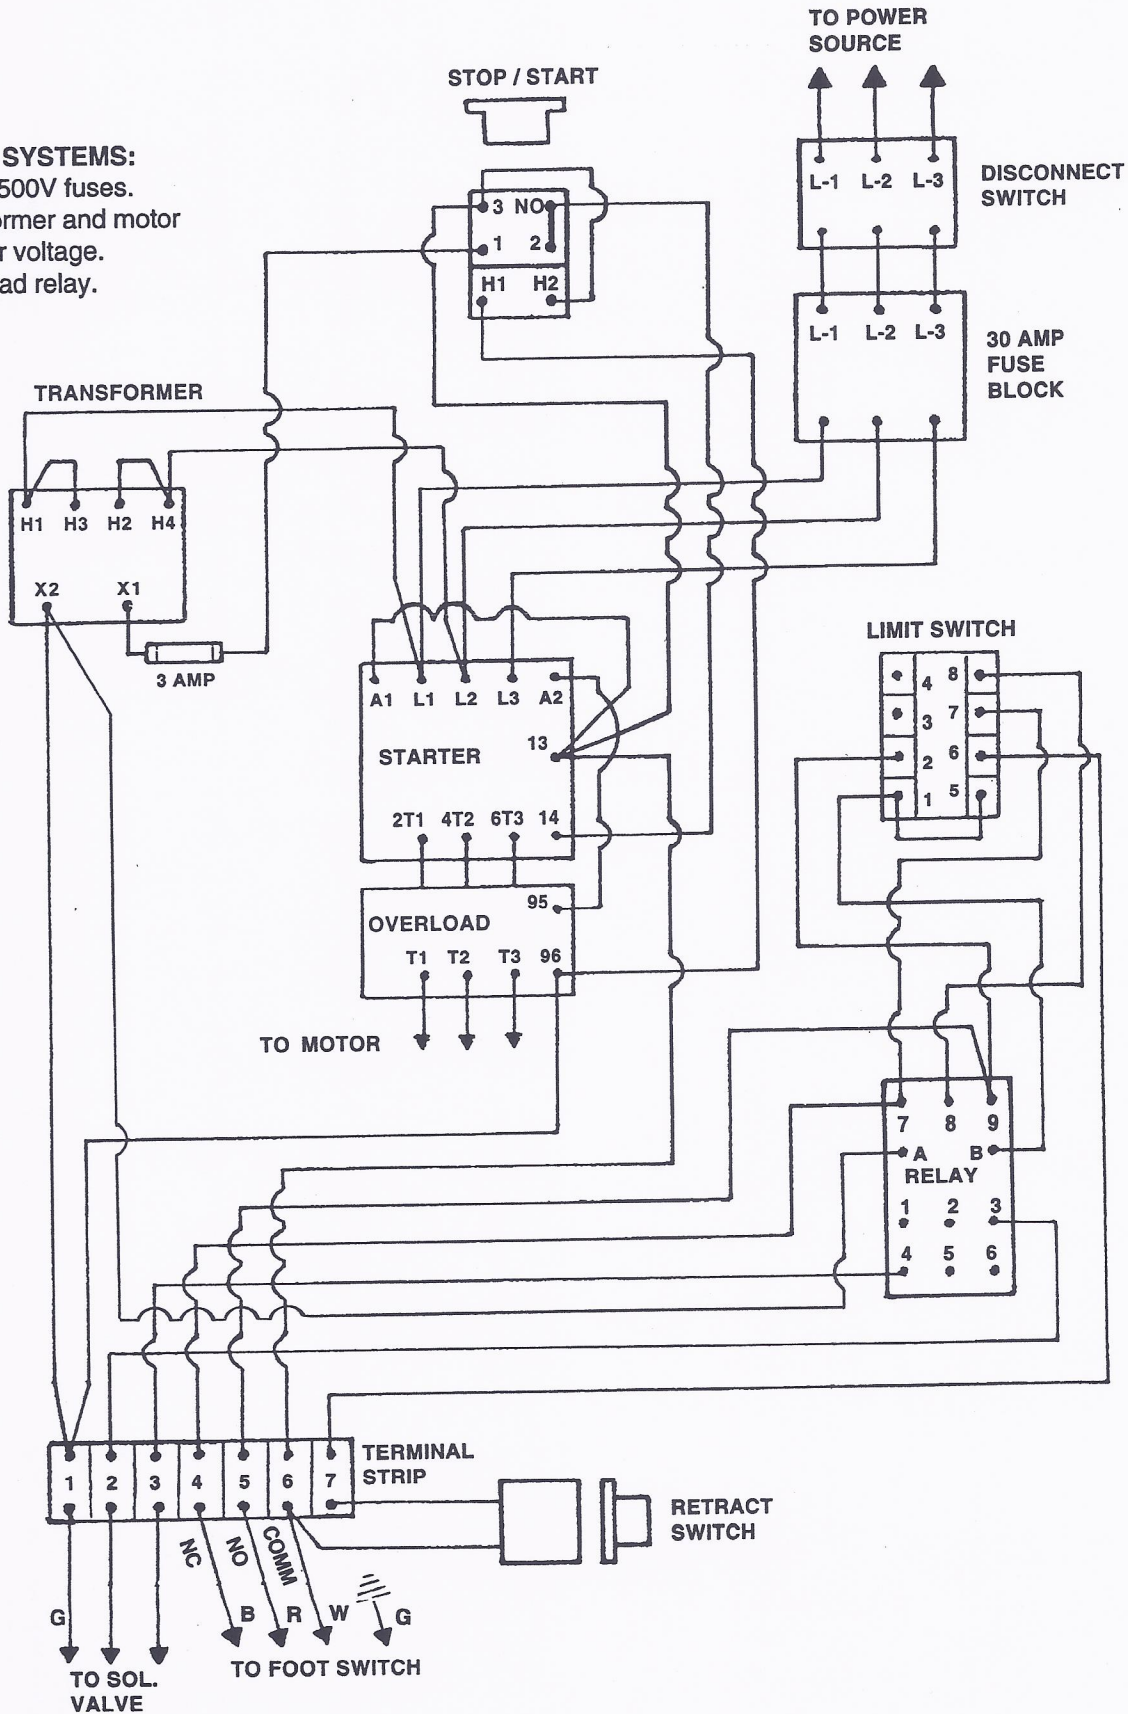 TO POWER
SOURCE
STOP / START
SYSTEMS:
500V fuses.
ormer and motor
r voltage.
ad relay.
L-1 L-2 L-3
DISCONNECT
SWITCH
3 NO
1 2
H1 H2
L-1 L-2 L-3
30 AMP
FUSE
BLOCK
TRANSFORMER
H1 H3 H2 H4
X2 X1
3 AMP
LIMIT SWITCH
4 8
3 7
2 6
1 5
A1 L1 L2 L3 A2
13
STARTER
2T1 4T2 6T3 14
95
OVERLOAD
T1 T2 T3 96
TO MOTOR
7 8 9
A B
RELAY
1 2 3
4 5 6
TERMINAL
STRIP
1 2 3 4 5 6 7
RETRACT
SWITCH
NC NO COMM
G B R W G
TO SOL.
VALVE
TO FOOT SWITCH